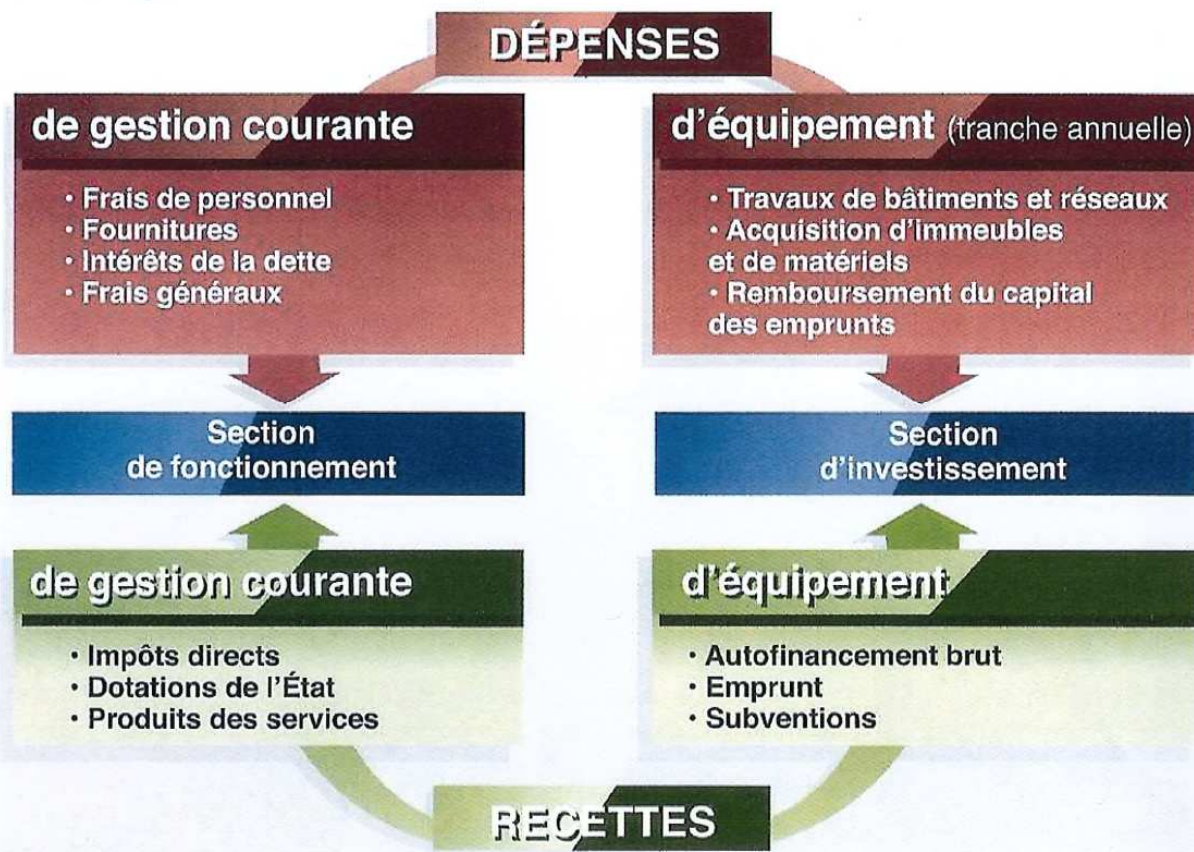 DÉPENSES
de gestion courante
• Frais de personnel
• Fournitures
• Intérêts de la dette
• Frais généraux
d'équipement (tranche annuelle)
• Travaux de bâtiments et réseaux
• Acquisition d'immeubles
et de matériels
• Remboursement du capital
des emprunts
Section
de fonctionnement
Section
d'investissement
de gestion courante
• Impôts directs
• Dotations de l'État
• Produits des services
d'équipement
• Autofinancement brut
• Emprunt
• Subventions
RECETTES